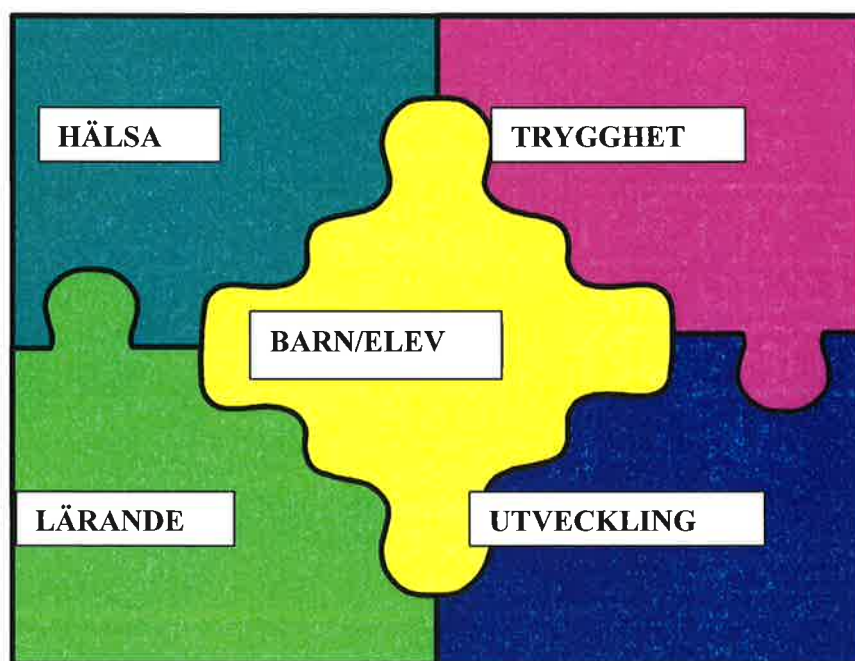 HÄLSA
TRYGGHET
BARN/ELEV
LÄRANDE
UTVECKLING